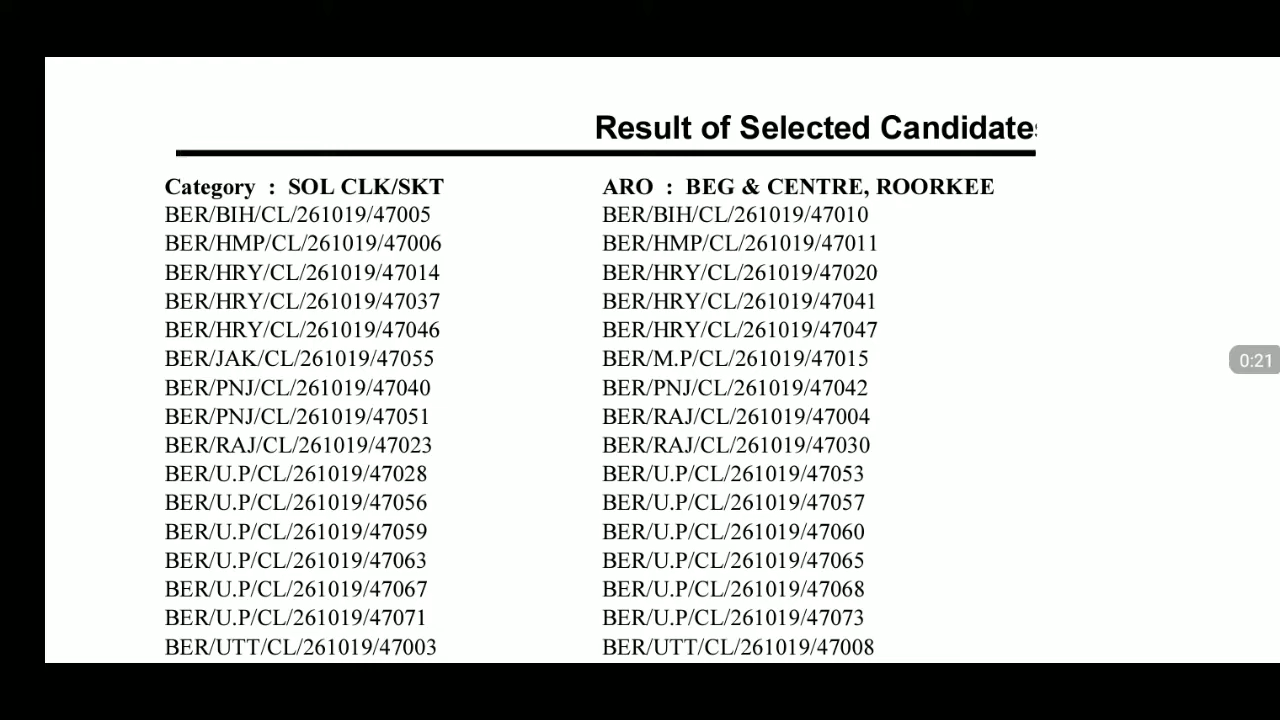 Result of Selected Candidates
Category : SOL CLK/SKT ARO : BEG & CENTRE, ROORKEE
BER/BIH/CL/261019/47005 BER/BIH/CL/261019/47010
BER/HMP/CL/261019/47006 BER/HMP/CL/261019/47011
BER/HRY/CL/261019/47014 BER/HRY/CL/261019/47020
BER/HRY/CL/261019/47037 BER/HRY/CL/261019/47041
BER/HRY/CL/261019/47046 BER/HRY/CL/261019/47047
BER/JAK/CL/261019/47055 BER/M.P/CL/261019/47015
BER/PNJ/CL/261019/47040 BER/PNJ/CL/261019/47042
BER/PNJ/CL/261019/47051 BER/RAJ/CL/261019/47004
BER/RAJ/CL/261019/47023 BER/RAJ/CL/261019/47030
BER/U.P/CL/261019/47028 BER/U.P/CL/261019/47053
BER/U.P/CL/261019/47056 BER/U.P/CL/261019/47057
BER/U.P/CL/261019/47059 BER/U.P/CL/261019/47060
BER/U.P/CL/261019/47063 BER/U.P/CL/261019/47065
BER/U.P/CL/261019/47067 BER/U.P/CL/261019/47068
BER/U.P/CL/261019/47071 BER/U.P/CL/261019/47073
BER/UTT/CL/261019/47003 BER/UTT/CL/261019/47008
0:21